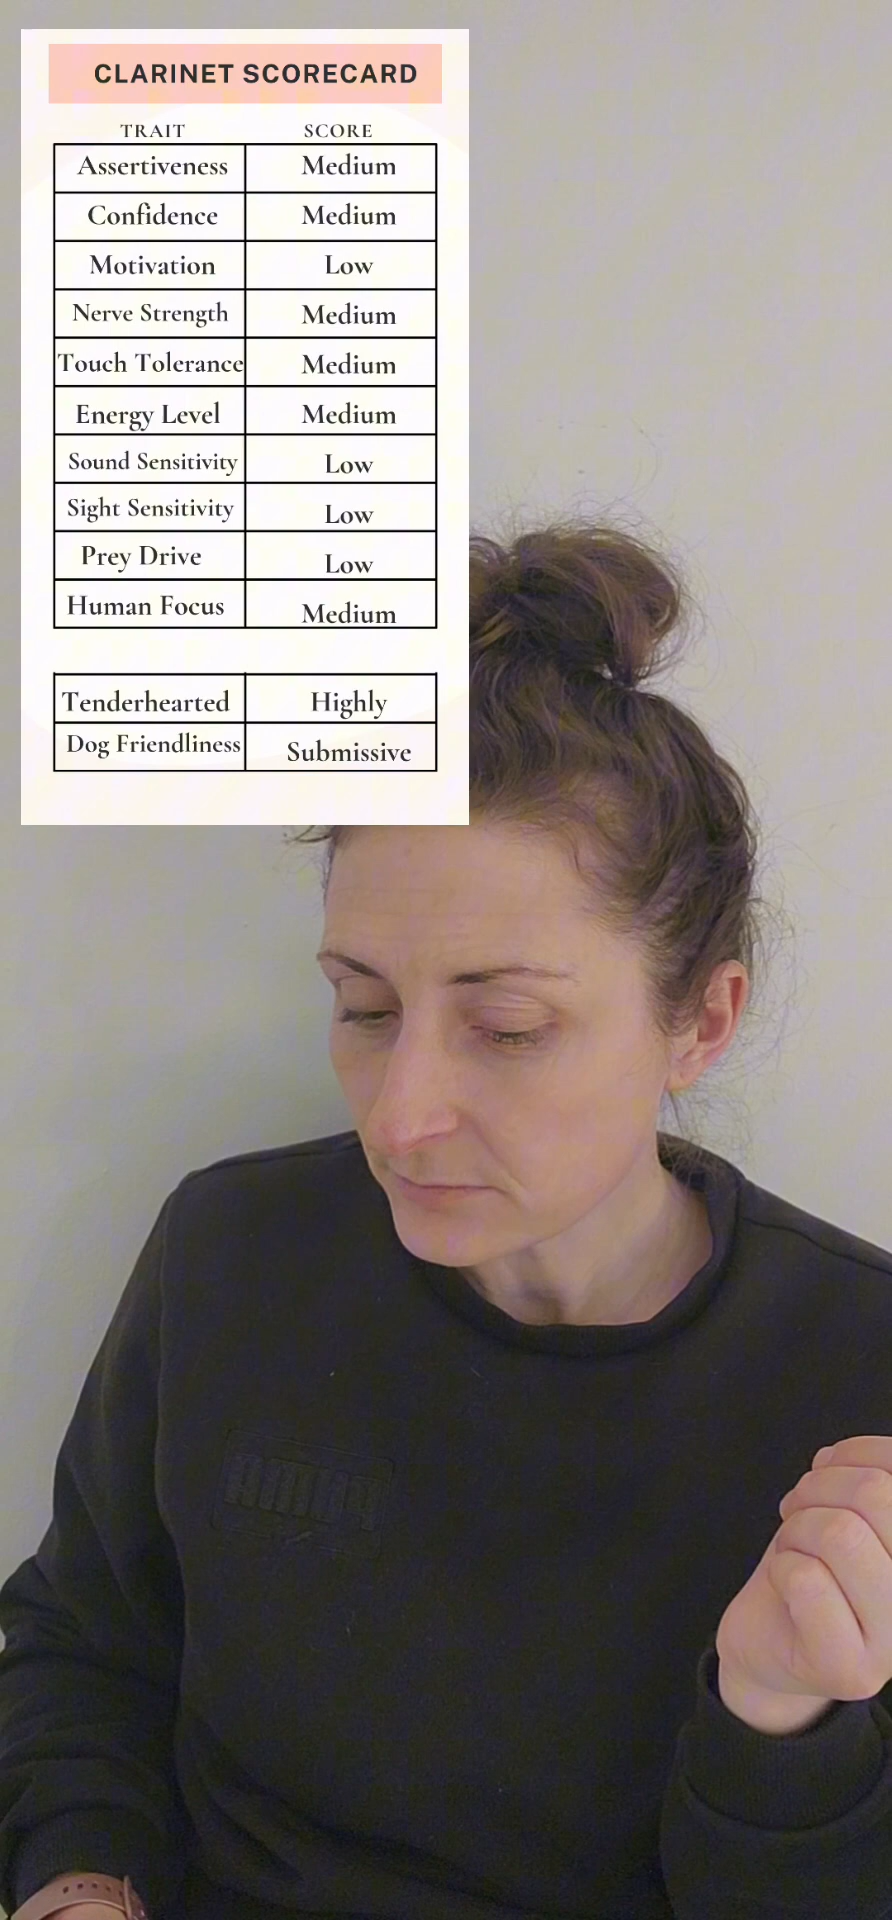 CLARINET SCORECARD
TRAIT SCORE
Assertiveness Medium
Confidence Medium
Motivation Low
Nerve Strength Medium
Touch Tolerance Medium
Energy Level Medium
Sound Sensitivity Low
Sight Sensitivity Low
Prey Drive Low
Human Focus Medium
Tenderhearted Highly
Dog Friendliness Submissive
PUMA